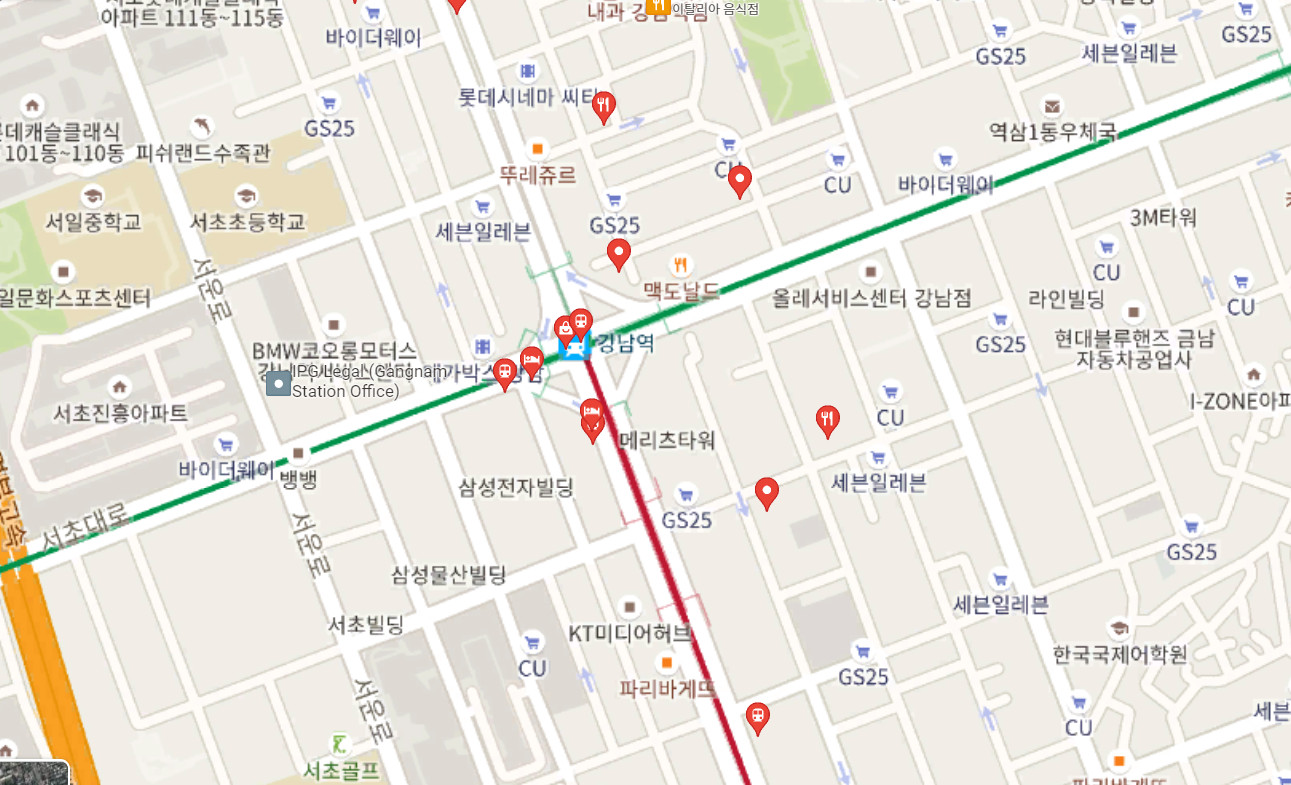 아파트 111동~115동
바이더웨이
내과 강남
이탈리아 음식점
GS25
세븐일레븐
GS25
롯데시네마 씨티
GS25
데캐슬클래식
101동~110동
피쉬랜드수족관
역삼1동우체국
뚜레쥬르
CU
CU
바이더웨이
서일중학교
서초초등학교
세븐일레븐
GS25
3M타워
CU
CU
서운로
일문화스포츠센터
맥도날드
올레서비스센터 강남점
라인빌딩
현대블루핸즈 금남
자동차공업사
GS25
강남역
BMW코오롱모터스
IPG Legal (Gangnam
Station Office)
서초진흥아파트
CU
I-ZONE아파
메리츠타워
바이더웨이
뱅뱅
세븐일레븐
삼성전자빌딩
GS25
서초대로
서운로
GS25
삼성물산빌딩
세븐일레븐
서초빌딩
KT미디어허브
한국국제어학원
CU
GS25
파리바게뜨
서운로
CU
세븐
서초골프
파리바게뜨